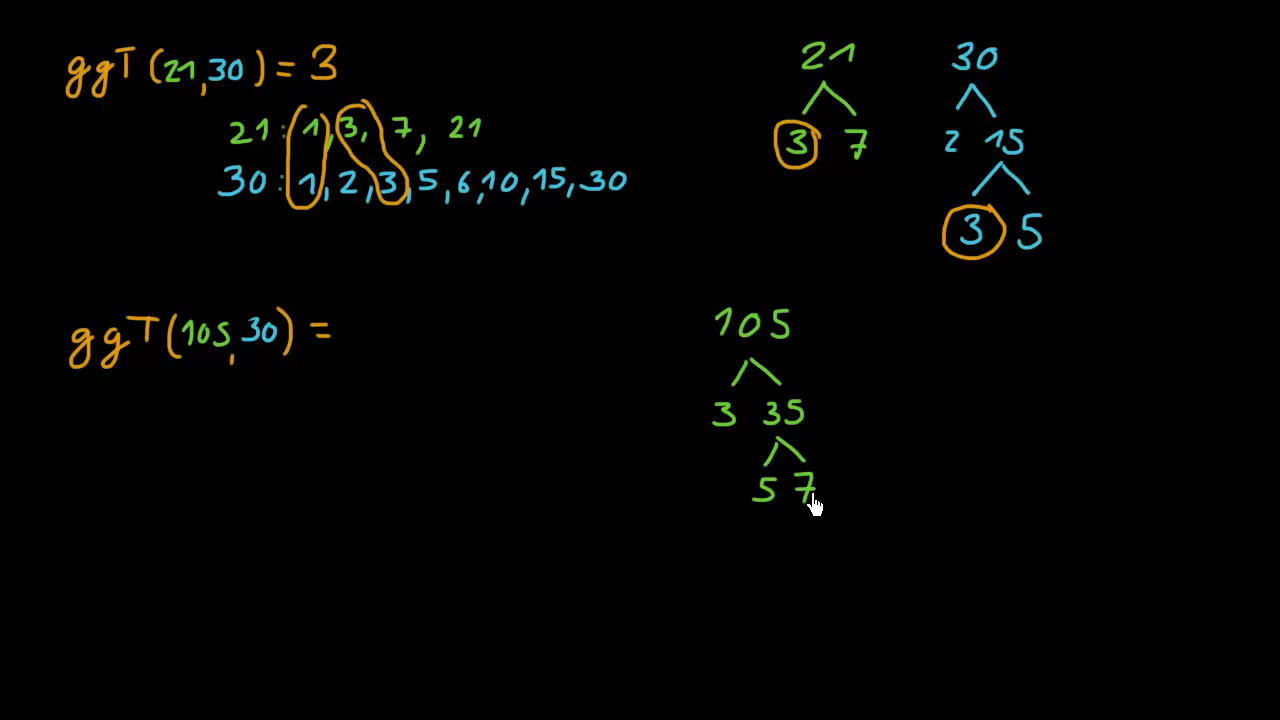 ggT(21,30) = 3
21: 1, 3, 7, 21
30: 1, 2, 3, 5, 6, 10, 15, 30
21
3 7
30
2 15
3 5
ggT(105,30) =
105
3 35
5 7